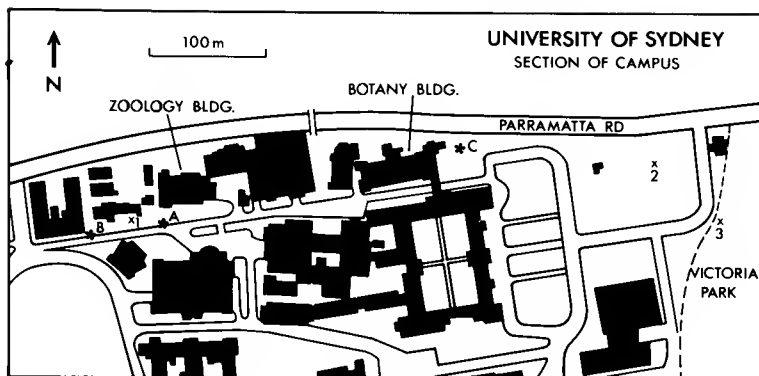 100 m
N
UNIVERSITY OF SYDNEY
SECTION OF CAMPUS
ZOOLOGY BLDG.
BOTANY BLDG.
PARRAMATTA RD
* C
x
2
x
1
* A
* B
x
3
VICTORIA
PARK